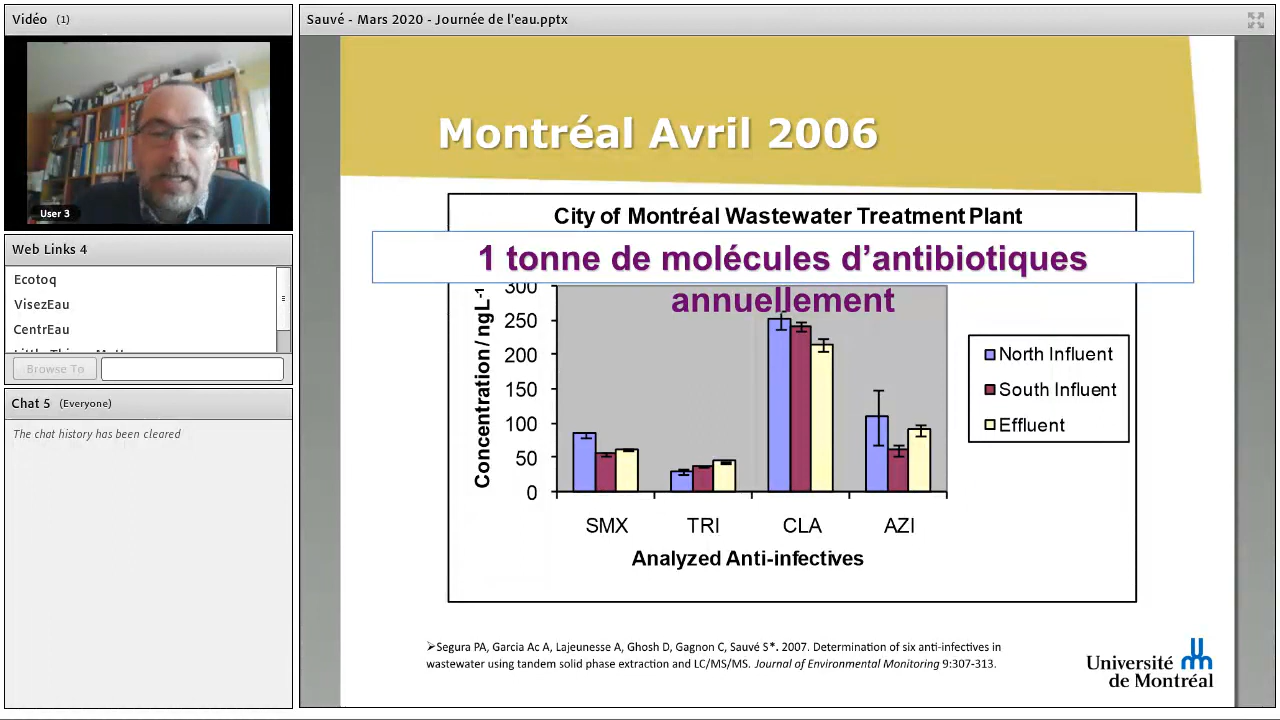 Vidéo (1)
User 3
Web Links 4
Ecotoq
VisezEau
CentrEau
Browse To
Chat 5 (Everyone)
The chat history has been cleared
Sauvé - Mars 2020 - Journée de l'eau.pptx
Montréal Avril 2006
City of Montréal Wastewater Treatment Plant
1 tonne de molécules d’antibiotiques
annuellement
Concentration / ngL-1
300
250
200
150
100
50
0
SMX TRI CLA AZI
Analyzed Anti-infectives
North Influent
South Influent
Effluent
➢Segura PA, Garcia Ac A, Lajeunesse A, Ghosh D, Gagnon C, Sauvé S*. 2007. Determination of six anti-infectives in
wastewater using tandem solid phase extraction and LC/MS/MS. Journal of Environmental Monitoring 9:307-313.
Université
de Montréal